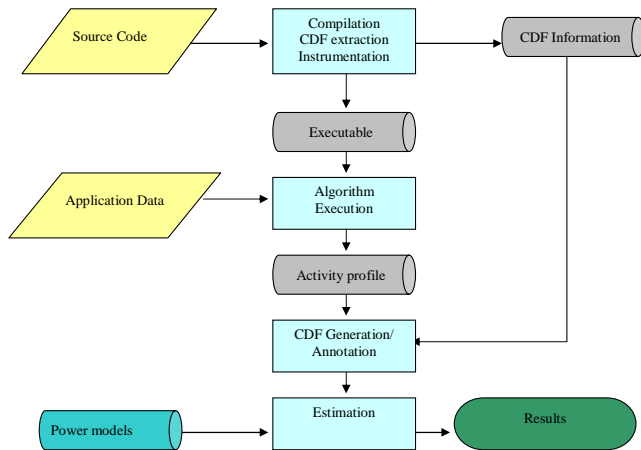 Source Code
Compilation
CDF extraction
Instrumentation
CDF Information
Executable
Application Data
Algorithm
Execution
Activity profile
CDF Generation/
Annotation
Power models
Estimation
Results